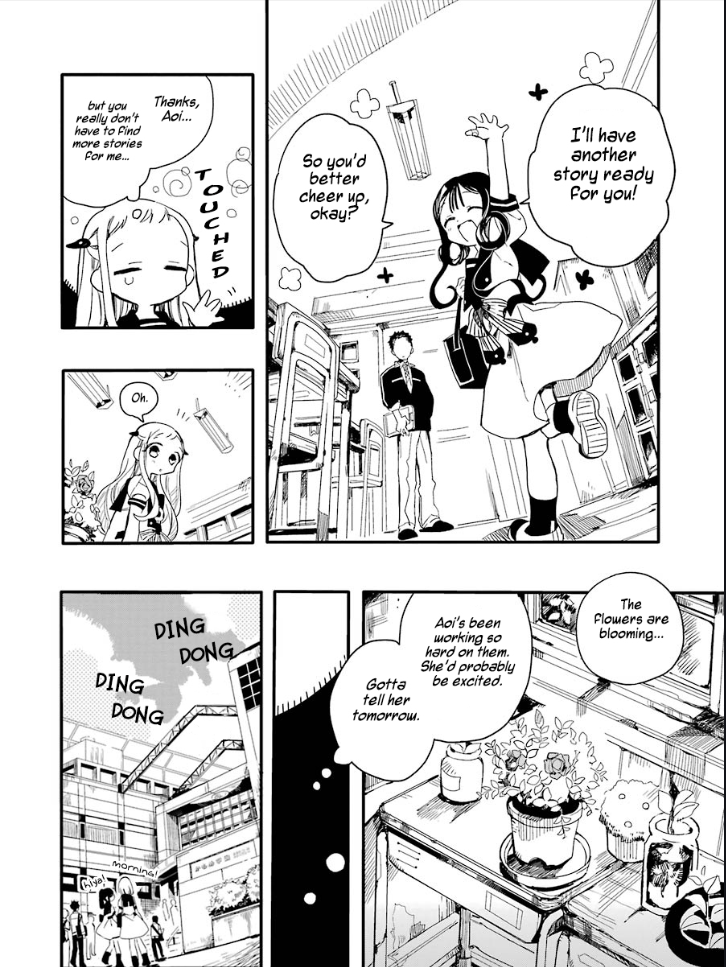 I'll have
another
story ready
for you!
So you'd
better
cheer up,
okay?
Thanks,
Aoi...
but you
really don't
have to find
more stories
for me...
TOUCHED
Oh.
The
flowers are
blooming...
Aoi's been
working so
hard on them.
She'd probably
be excited.
Gotta
tell her
tomorrow.
DING
DONG
DING
DONG
morning!
hiya!